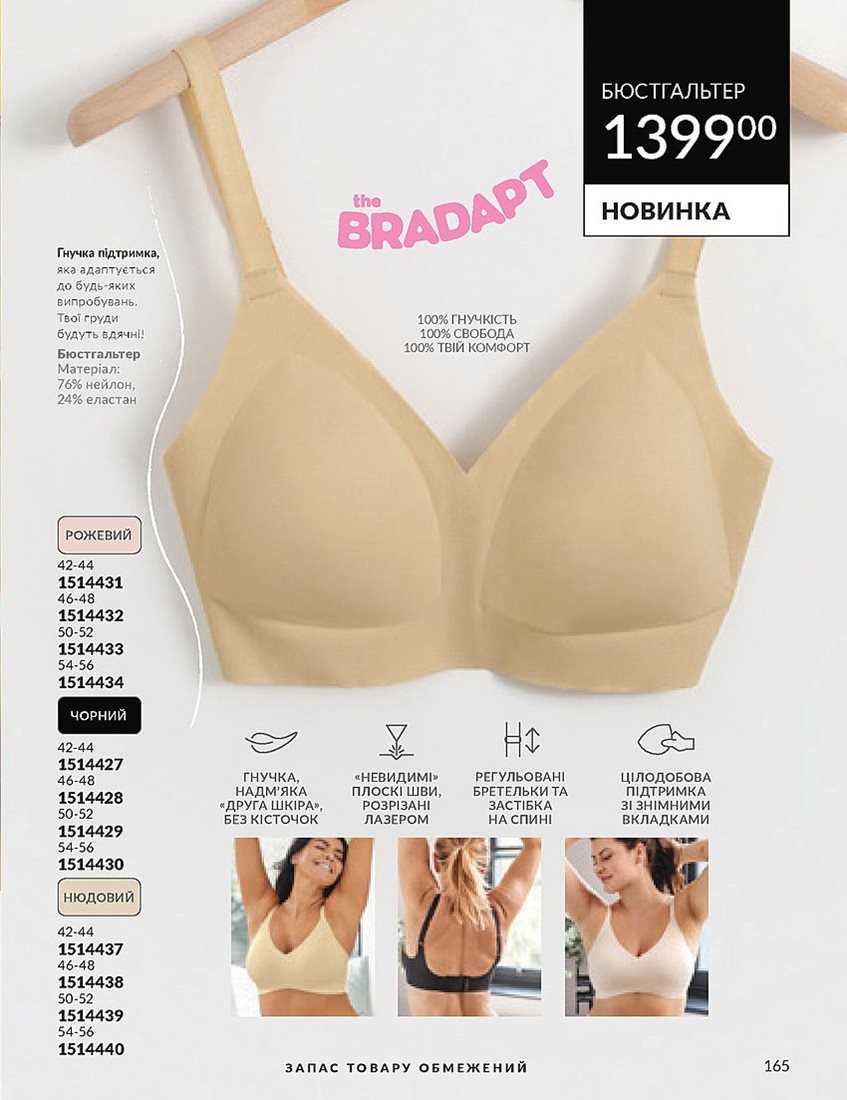 БЮСТГАЛЬТЕР
1399⁰⁰
НОВИНКА
the
BRADAPT
Гнучка підтримка,
яка адаптується
до будь-яких
випробувань.
Твої груди
будуть вдячні!
Бюстгальтер
Матеріал:
76% нейлон,
24% еластан
100% ГНУЧКІСТЬ
100% СВОБОДА
100% ТВІЙ КОМФОРТ
РОЖЕВИЙ
42-44
1514431
46-48
1514432
50-52
1514433
54-56
1514434
ЧОРНИЙ
42-44
1514427
46-48
1514428
50-52
1514429
54-56
1514430
НЮДОВИЙ
42-44
1514437
46-48
1514438
50-52
1514439
54-56
1514440
ГНУЧКА,
НАДМ’ЯКА
«ДРУГА ШКІРА»,
БЕЗ КІСТОЧОК
«НЕВИДИМІ»
ПЛОСКІ ШВИ,
РОЗРІЗАНІ
ЛАЗЕРОМ
РЕГУЛЬОВАНІ
БРЕТЕЛЬКИ ТА
ЗАСТІБКА
НА СПИНІ
ЦІЛОДОБОВА
ПІДТРИМКА
ЗІ ЗНІМНИМИ
ВКЛАДКАМИ
ЗАПАС ТОВАРУ ОБМЕЖЕНИЙ
165